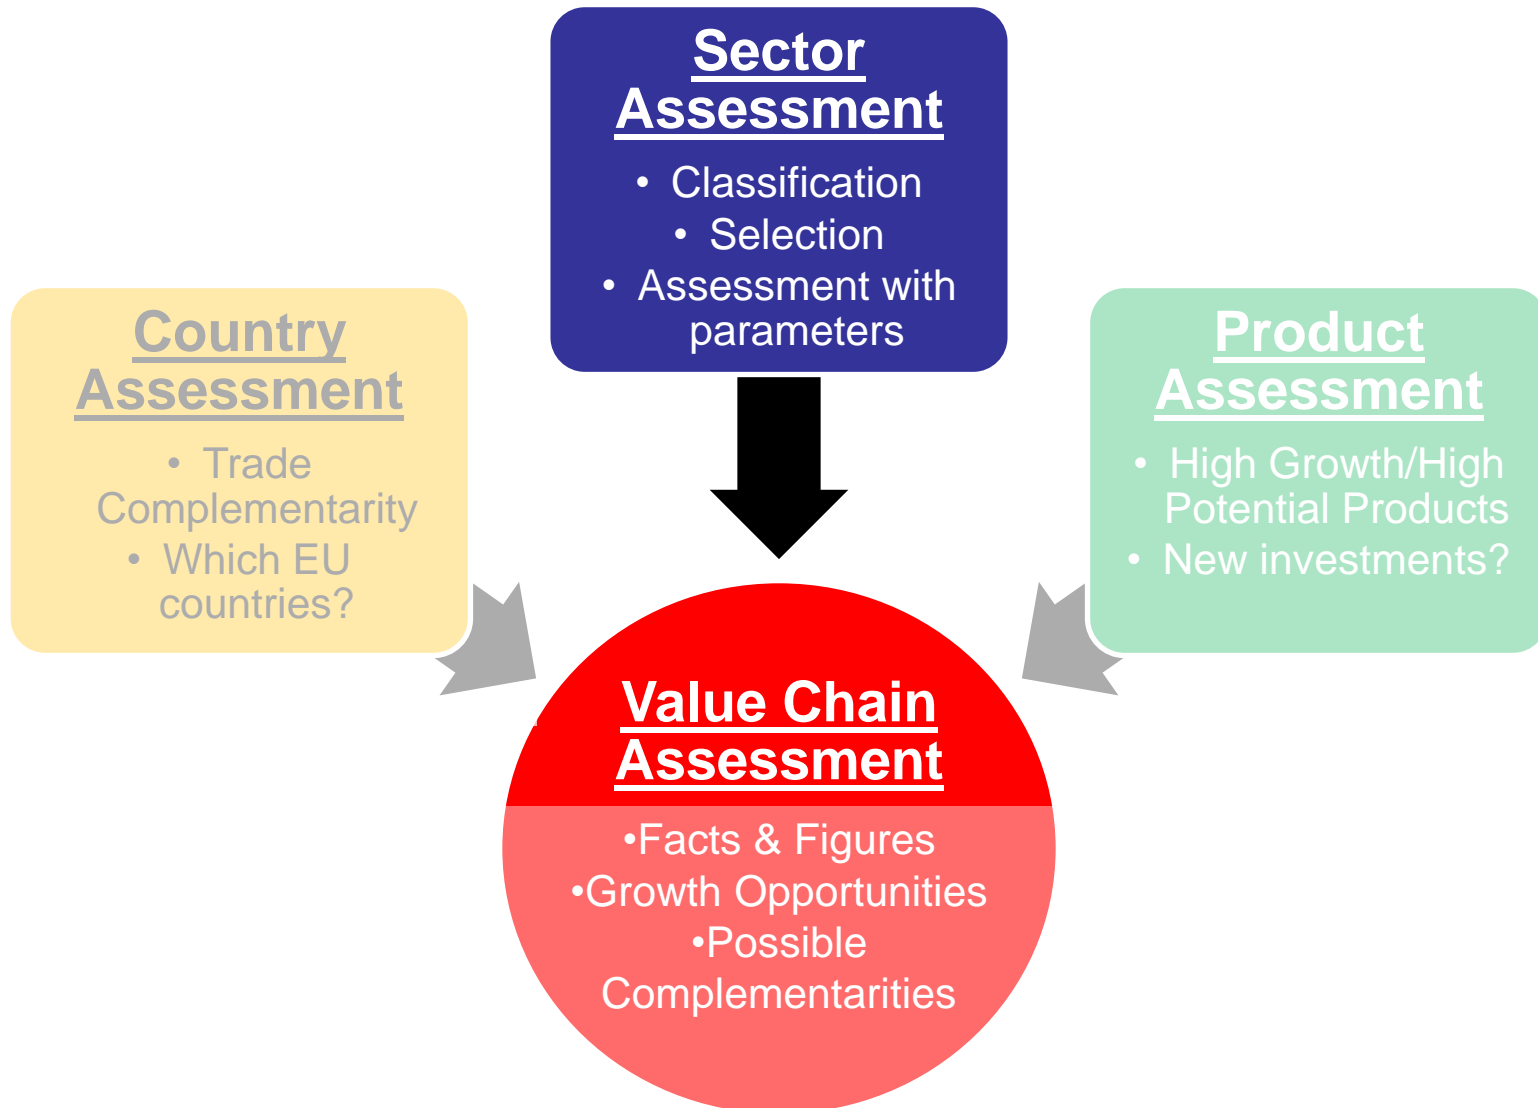 Sector
Assessment
• Classification
• Selection
• Assessment with
parameters
Country
Assessment
• Trade
Complementarity
• Which EU
countries?
Product
Assessment
• High Growth/High
Potential Products
• New investments?
Value Chain
Assessment
•Facts & Figures
•Growth Opportunities
•Possible
Complementarities